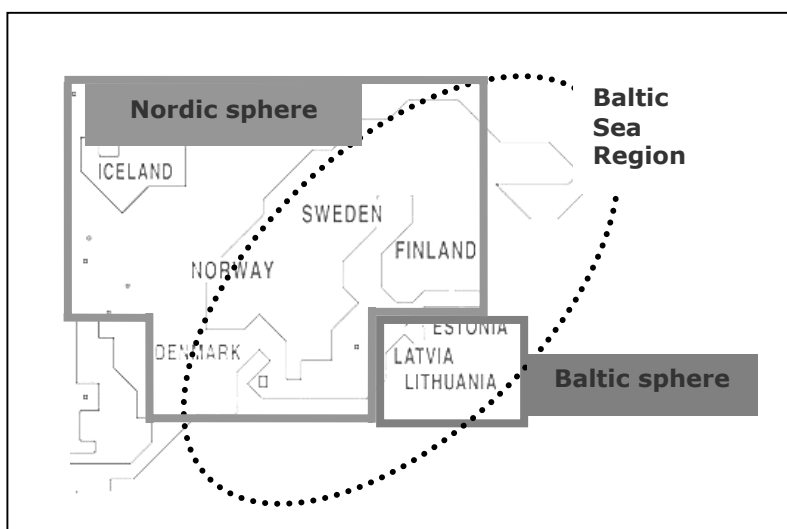 Nordic sphere
Baltic
Sea
Region
ICELAND
SWEDEN
FINLAND
NORWAY
ESTONIA
DENMARK
LATVIA
LITHUANIA
Baltic sphere